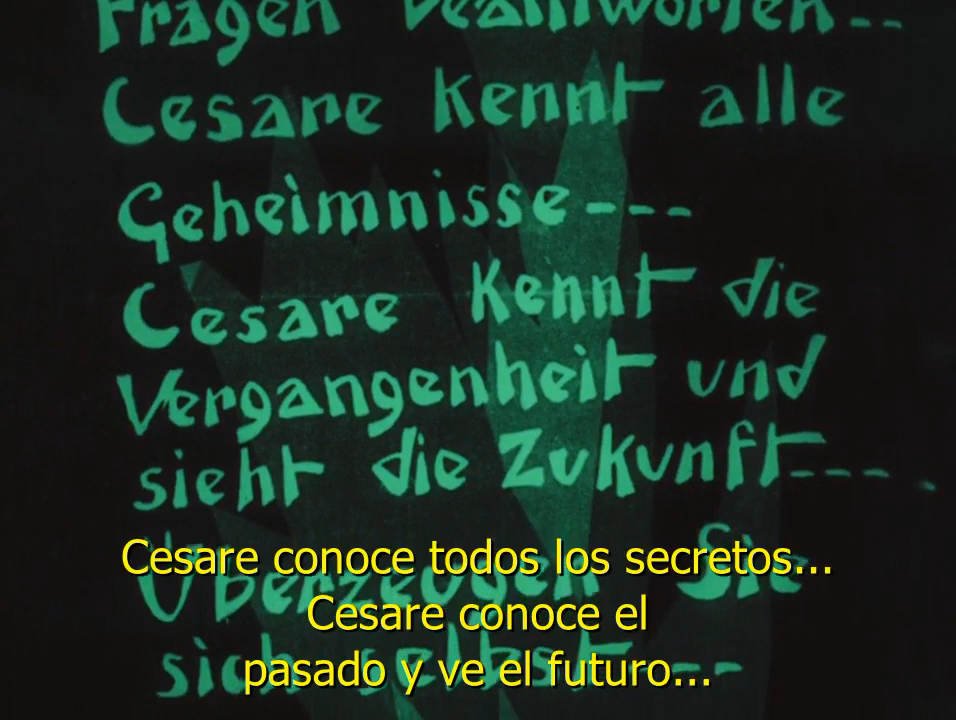 Fragen beantworten--
Cesare kennt alle
Geheimnisse---
Cesare kennt die
Vergangenheit und
sieht die Zukunft----
Überzeugen Sie
sich selbst---
Cesare conoce todos los secretos...
Cesare conoce el
pasado y ve el futuro...